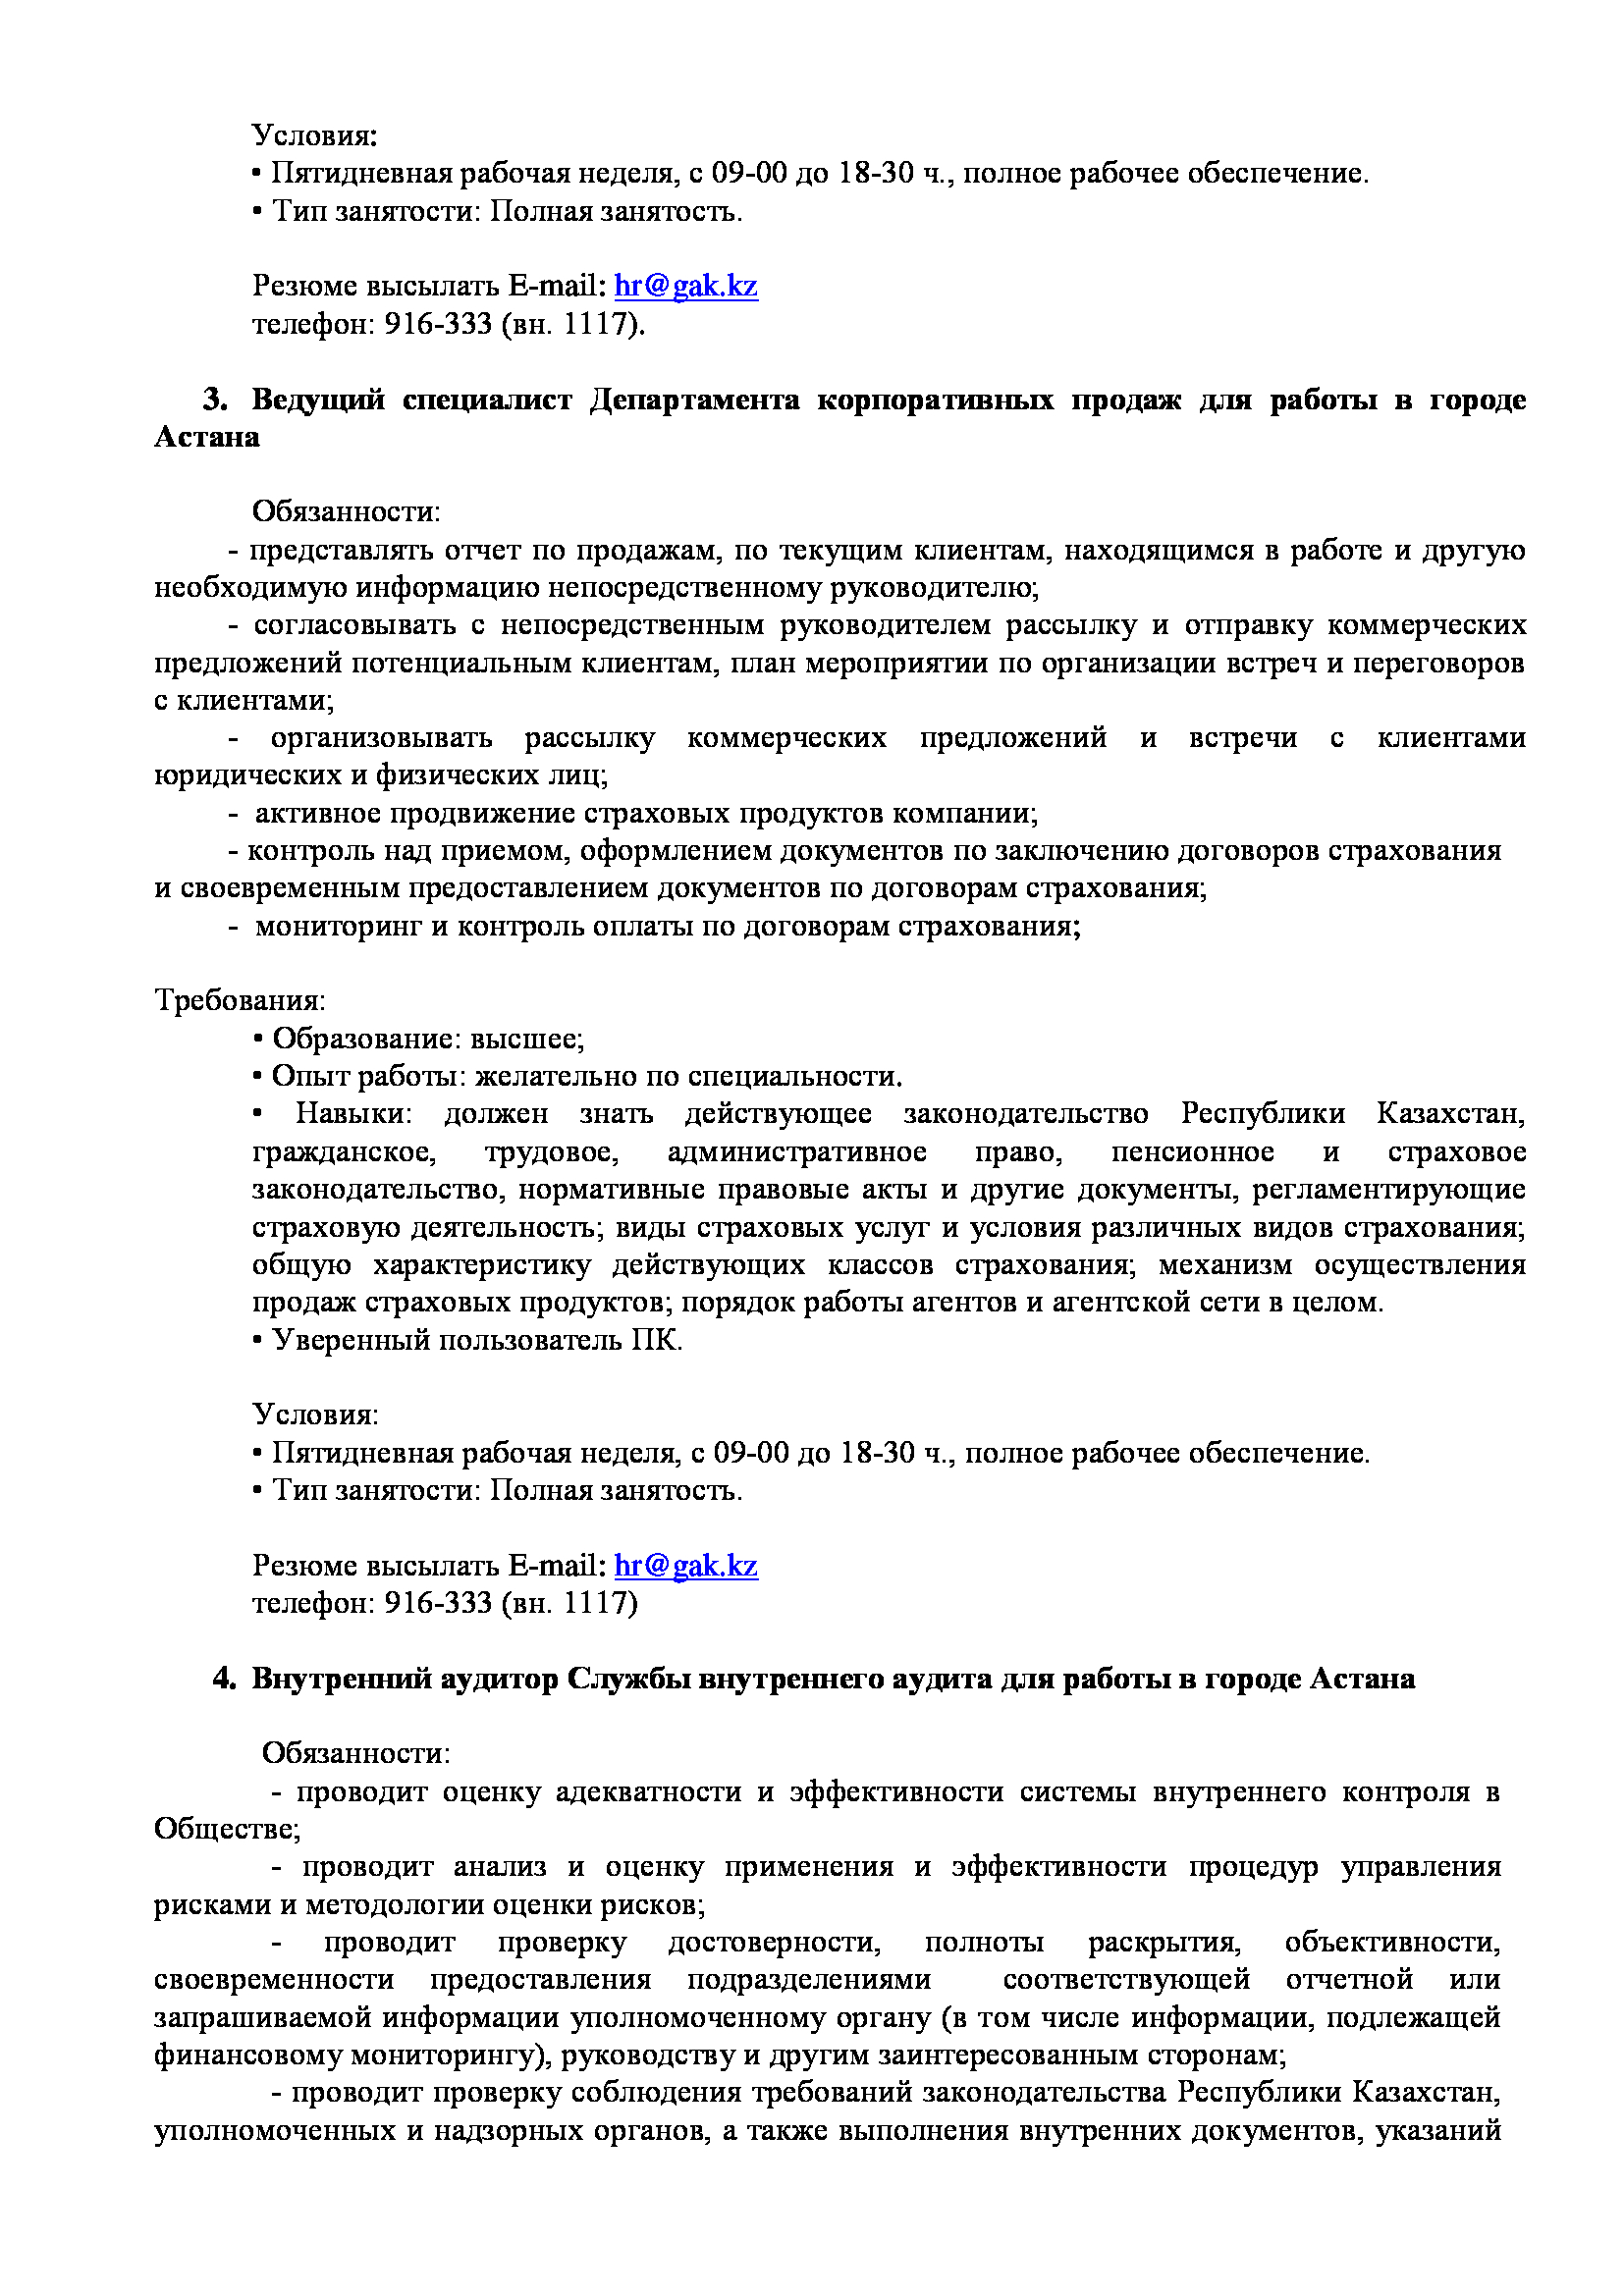 Условия:
• Пятидневная рабочая неделя, с 09-00 до 18-30 ч., полное рабочее обеспечение.
• Тип занятости: Полная занятость.
Резюме высылать E-mail: hr@gak.kz
телефон: 916-333 (вн. 1117).
3. Ведущий специалист Департамента корпоративных продаж для работы в городе
Астана
Обязанности:
- представлять отчет по продажам, по текущим клиентам, находящимся в работе и другую
необходимую информацию непосредственному руководителю;
- согласовывать с непосредственным руководителем рассылку и отправку коммерческих
предложений потенциальным клиентам, план мероприятии по организации встреч и переговоров
с клиентами;
- организовывать рассылку коммерческих предложений и встречи с клиентами
юридических и физических лиц;
- активное продвижение страховых продуктов компании;
- контроль над приемом, оформлением документов по заключению договоров страхования
и своевременным предоставлением документов по договорам страхования;
- мониторинг и контроль оплаты по договорам страхования;
Требования:
• Образование: высшее;
• Опыт работы: желательно по специальности.
• Навыки: должен знать действующее законодательство Республики Казахстан,
гражданское, трудовое, административное право, пенсионное и страховое
законодательство, нормативные правовые акты и другие документы, регламентирующие
страховую деятельность; виды страховых услуг и условия различных видов страхования;
общую характеристику действующих классов страхования; механизм осуществления
продаж страховых продуктов; порядок работы агентов и агентской сети в целом.
• Уверенный пользователь ПК.
Условия:
• Пятидневная рабочая неделя, с 09-00 до 18-30 ч., полное рабочее обеспечение.
• Тип занятости: Полная занятость.
Резюме высылать E-mail: hr@gak.kz
телефон: 916-333 (вн. 1117)
4. Внутренний аудитор Службы внутреннего аудита для работы в городе Астана
Обязанности:
- проводит оценку адекватности и эффективности системы внутреннего контроля в
Обществе;
- проводит анализ и оценку применения и эффективности процедур управления
рисками и методологии оценки рисков;
- проводит проверку достоверности, полноты раскрытия, объективности,
своевременности предоставления подразделениями соответствующей отчетной или
запрашиваемой информации уполномоченному органу (в том числе информации, подлежащей
финансовому мониторингу), руководству и другим заинтересованным сторонам;
- проводит проверку соблюдения требований законодательства Республики Казахстан,
уполномоченных и надзорных органов, а также выполнения внутренних документов, указаний